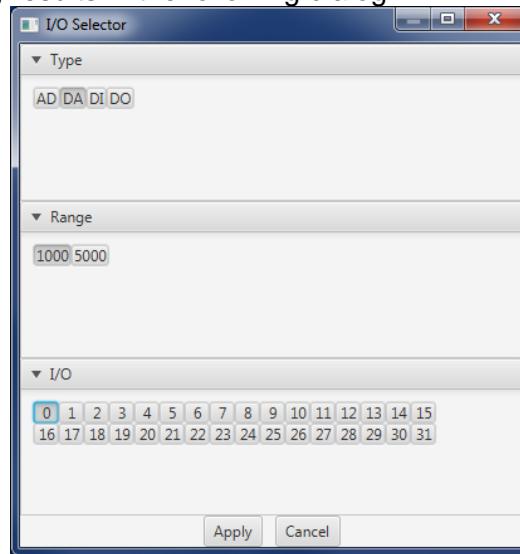 I/O Selector
Type
AD DA DI DO
Range
1000 5000
I/O
0 1 2 3 4 5 6 7 8 9 10 11 12 13 14 15
16 17 18 19 20 21 22 23 24 25 26 27 28 29 30 31
Apply Cancel